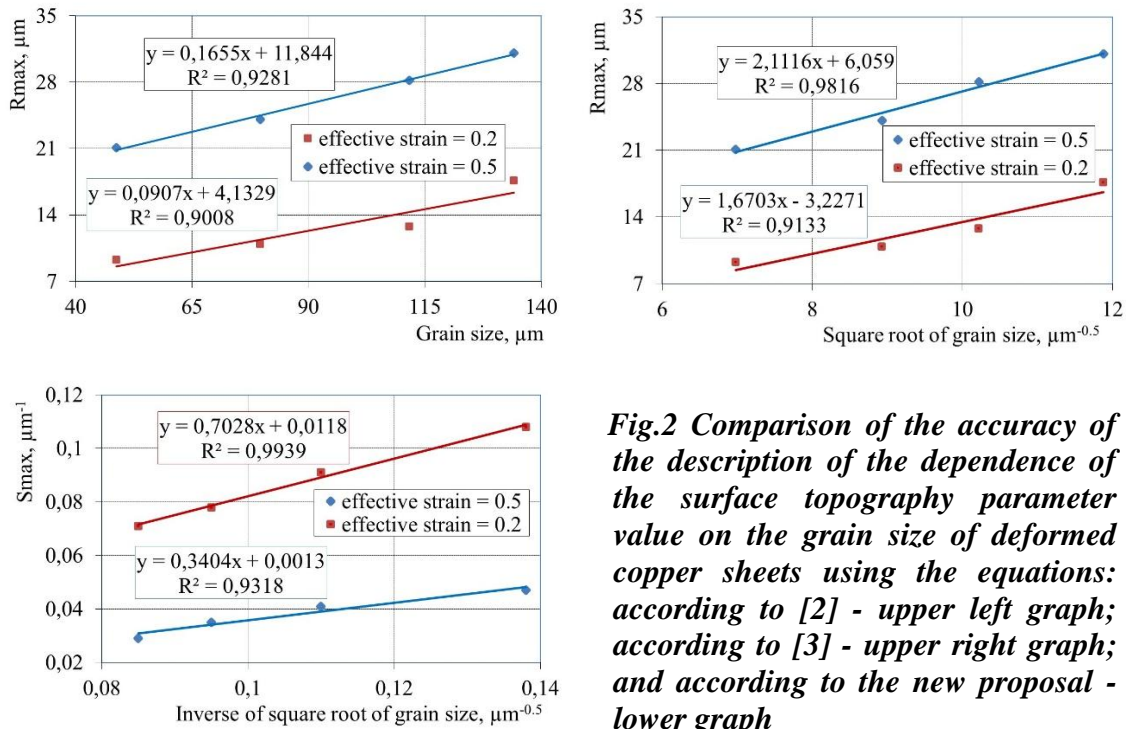 35
28
21
14
7
Rmax, µm
y = 0,1655x + 11,844
R² = 0,9281
effective strain = 0.2
effective strain = 0.5
y = 0,0907x + 4,1329
R² = 0,9008
40 65 90 115 140
Grain size, µm
35
28
21
14
7
Rmax, µm
y = 2,1116x + 6,059
R² = 0,9816
effective strain = 0.5
effective strain = 0.2
y = 1,6703x - 3,2271
R² = 0,9133
6 8 10 12
Square root of grain size, µm-0.5
0,12
0,1
0,08
0,06
0,04
0,02
Smax, µm-1
y = 0,7028x + 0,0118
R² = 0,9939
effective strain = 0.5
effective strain = 0.2
y = 0,3404x + 0,0013
R² = 0,9318
0,08 0,1 0,12 0,14
Inverse of square root of grain size, µm-0.5
Fig.2 Comparison of the accuracy of
the description of the dependence of
the surface topography parameter
value on the grain size of deformed
copper sheets using the equations:
according to [2] - upper left graph;
according to [3] - upper right graph;
and according to the new proposal -
lower graph